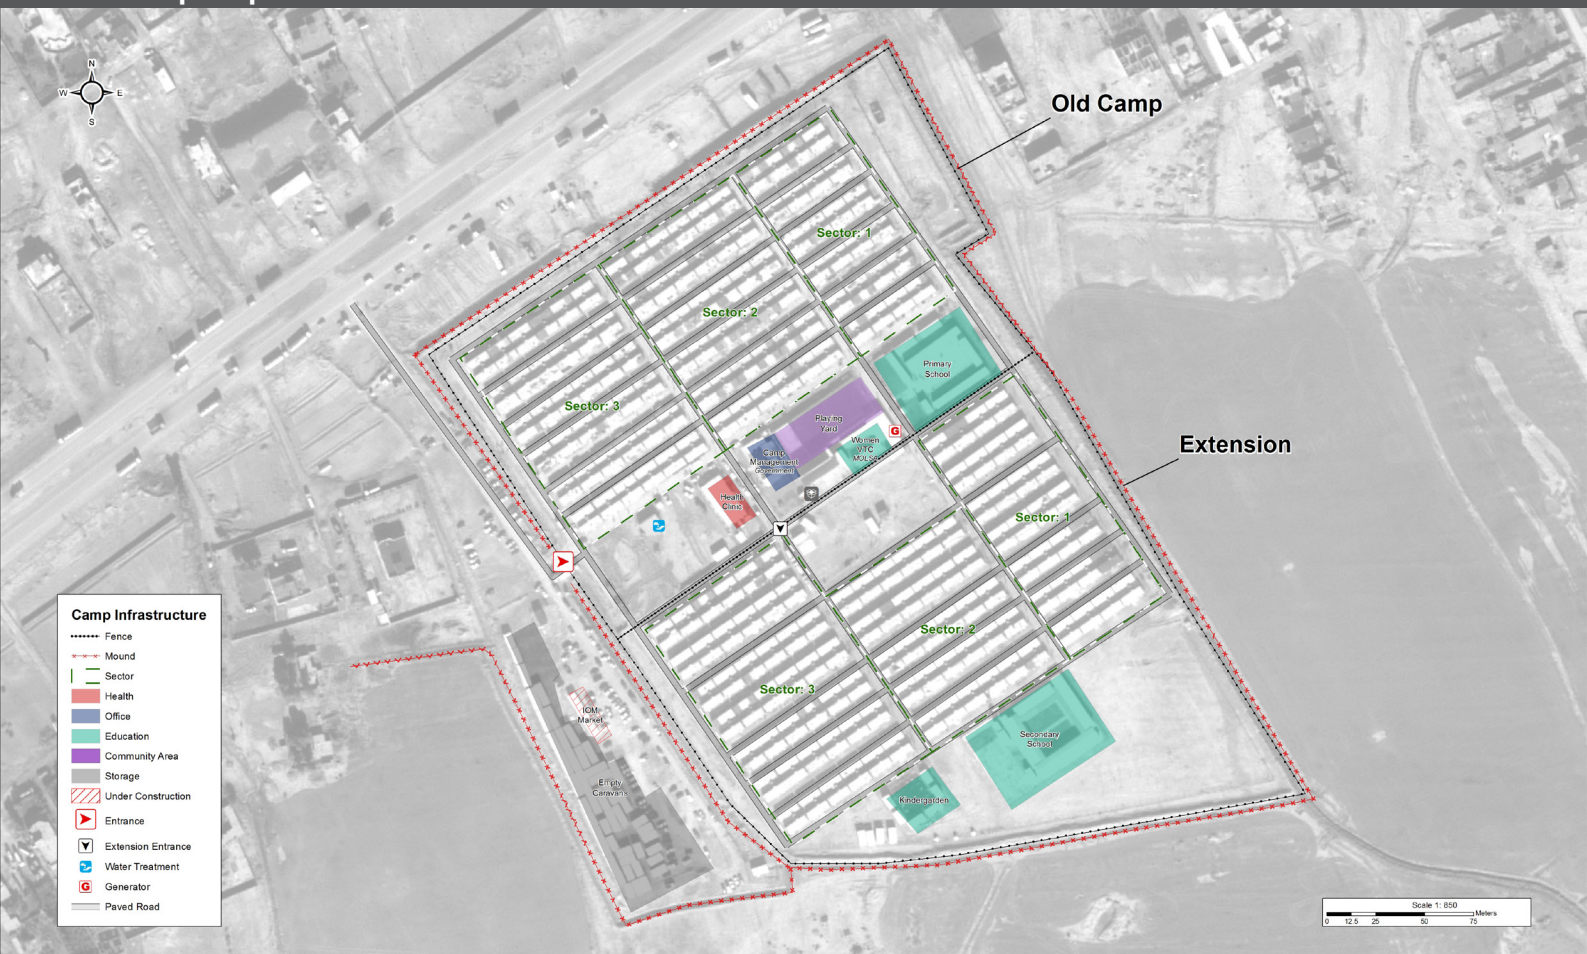 N
W
E
S
Old Camp
Sector: 1
Sector: 2
Primary
School
Sector: 3
Playing
Yard
G
Women
VTC
MOLSA
Camp
Management
Government
Extension
Health
Clinic
Sector: 1
Sector: 2
Sector: 3
IOM
Market
Secondary
School
Empty
Caravans
Kindergarden
Camp Infrastructure
Fence
Mound
Sector
Health
Office
Education
Community Area
Storage
Under Construction
Entrance
Extension Entrance
Water Treatment
G Generator
Paved Road
Scale 1: 850
Meters
0 12.5 25 50 75